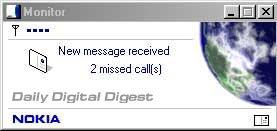 Monitor
New message received
2 missed call(s)
Daily Digital Digest
NOKIA